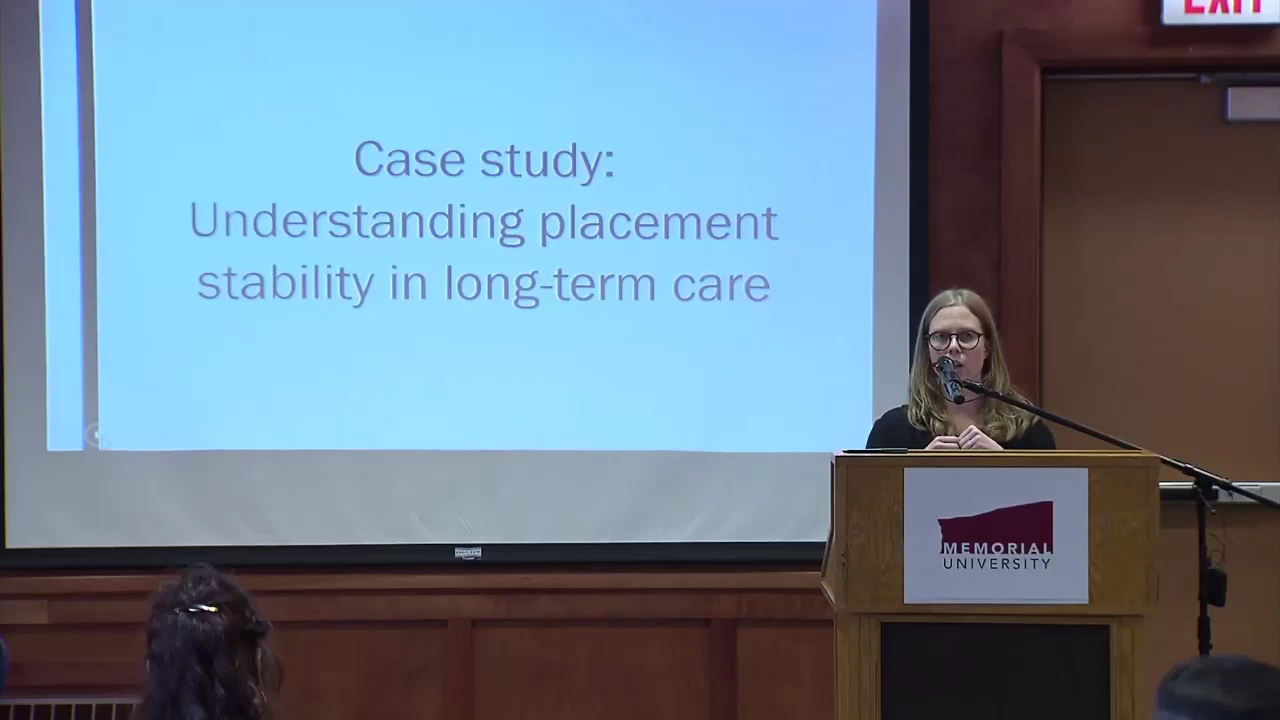 EXIT
Case study:
Understanding placement
stability in long-term care
MEMORIAL
UNIVERSITY